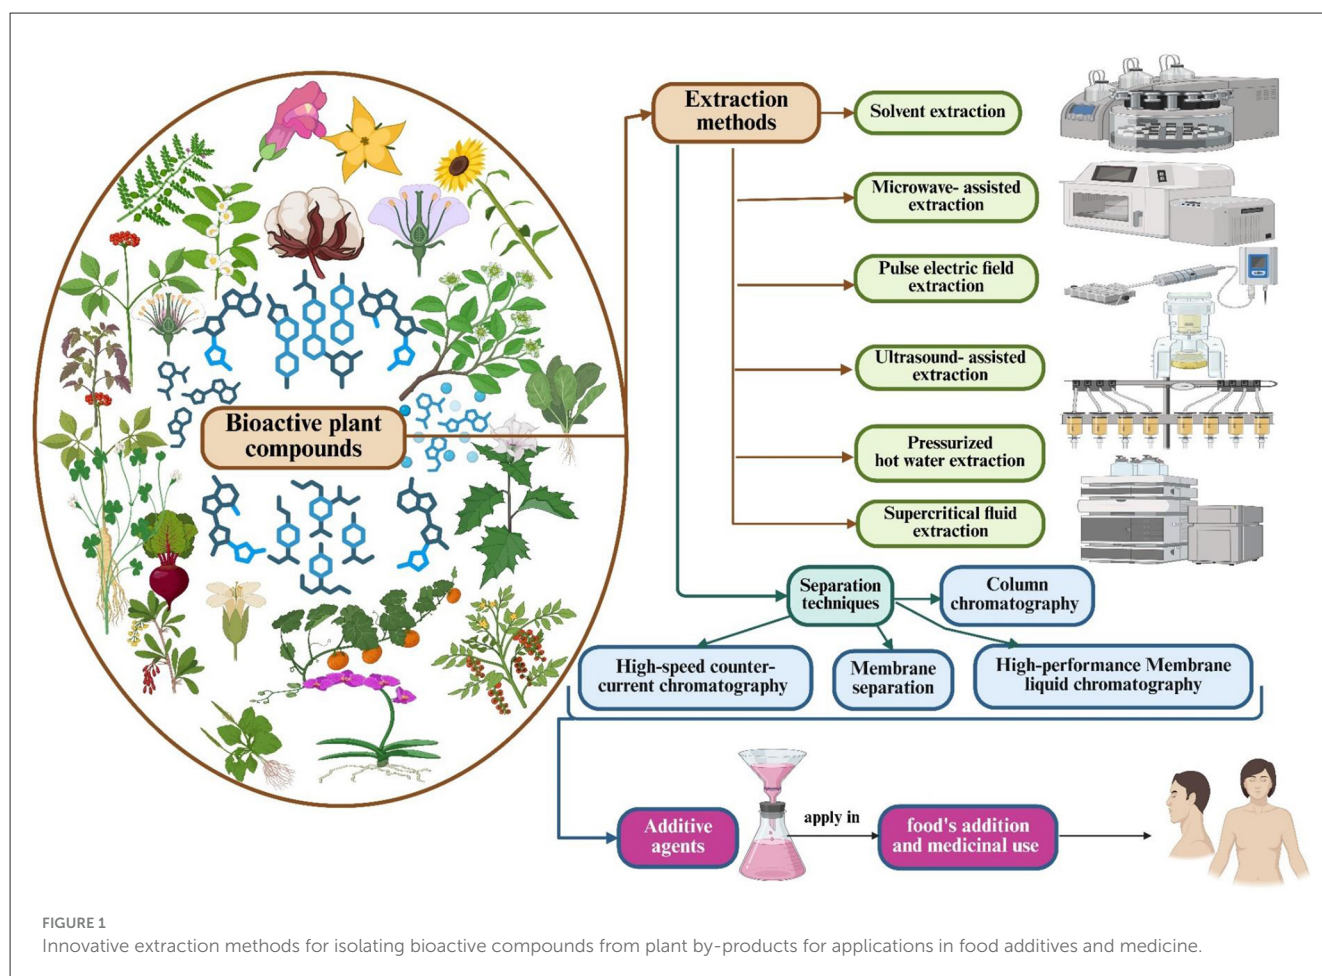 Bioactive plant
compounds
Extraction
methods
Solvent extraction
Microwave- assisted
extraction
Pulse electric field
extraction
Ultrasound- assisted
extraction
Pressurized
hot water extraction
Supercritical fluid
extraction
Separation
techniques
Column
chromatography
High-speed counter-
current chromatography
Membrane
separation
High-performance Membrane
liquid chromatography
Additive
agents
apply in
food's addition
and medicinal use
FIGURE 1
Innovative extraction methods for isolating bioactive compounds from plant by-products for applications in food additives and medicine.